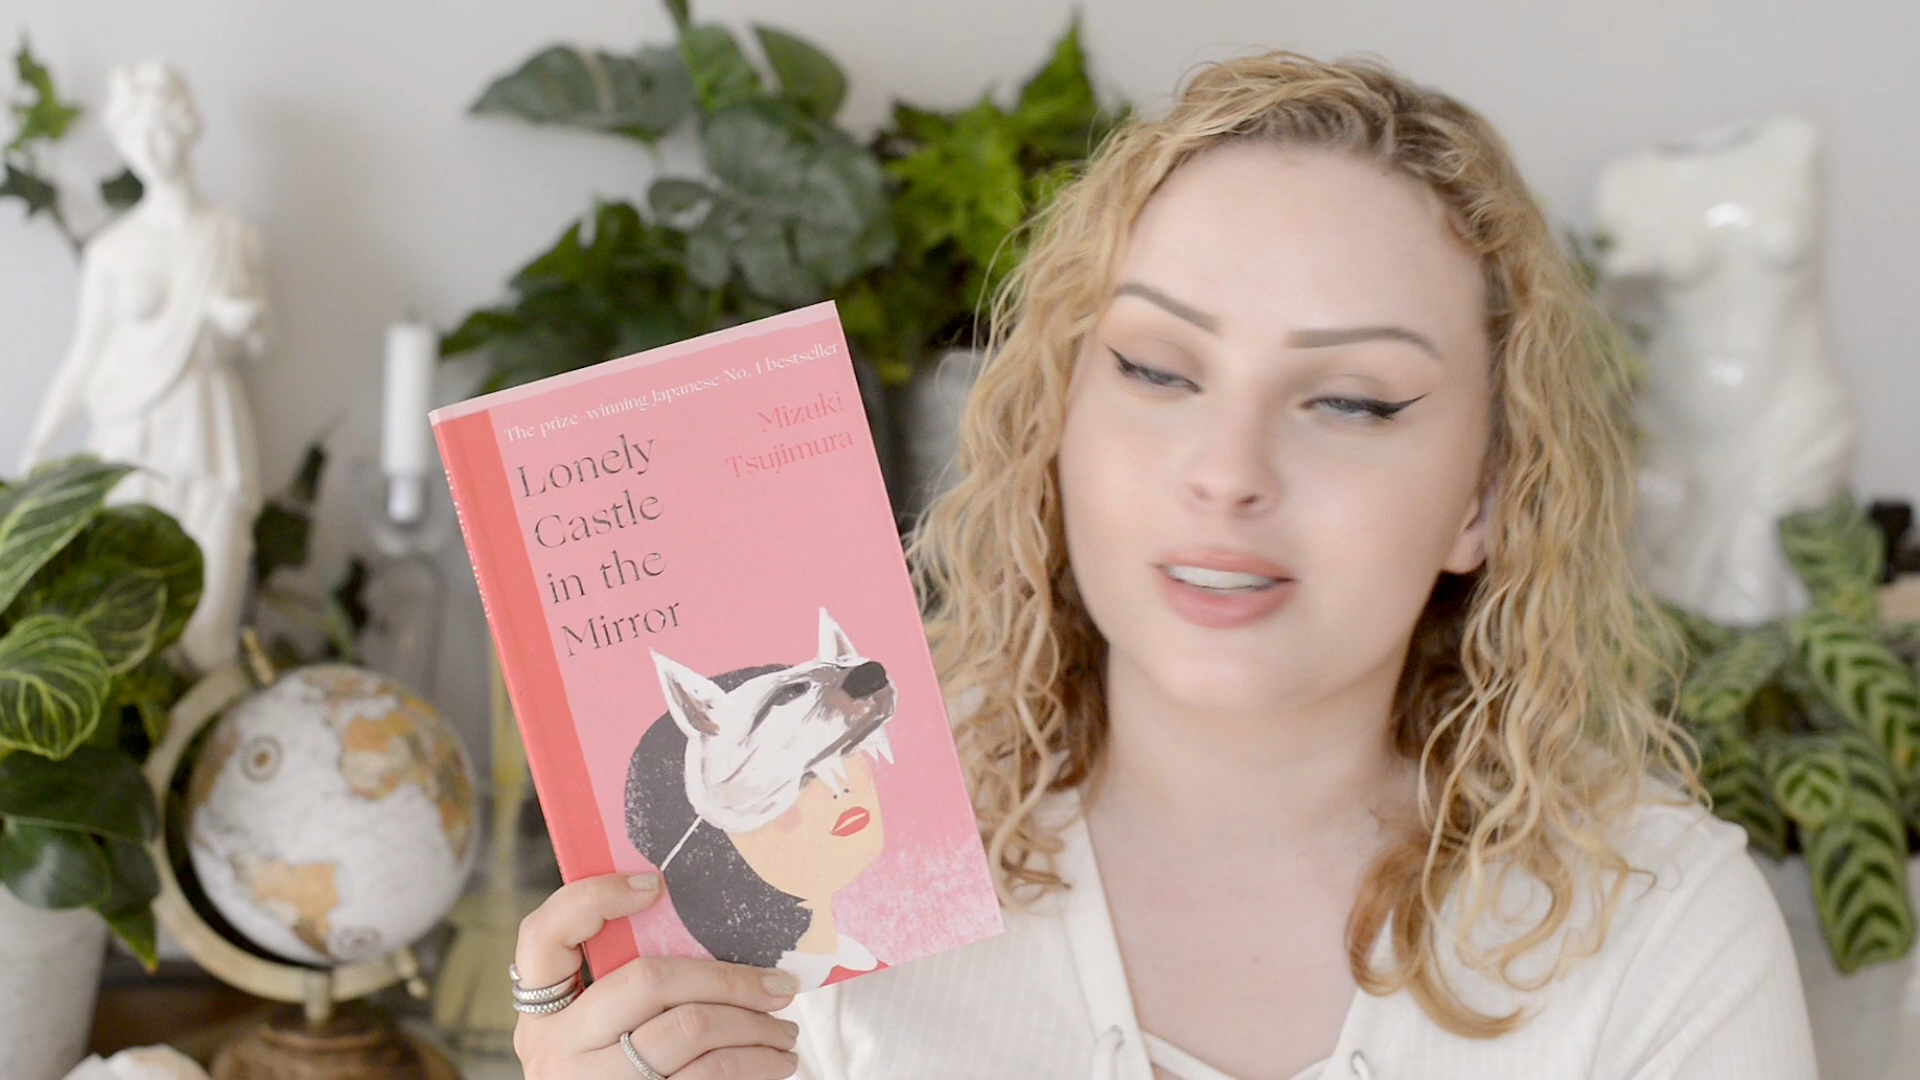 The prize-winning Japanese No. 1 bestseller
Mizuki
Tsujimura
Lonely
Castle
in the
Mirror